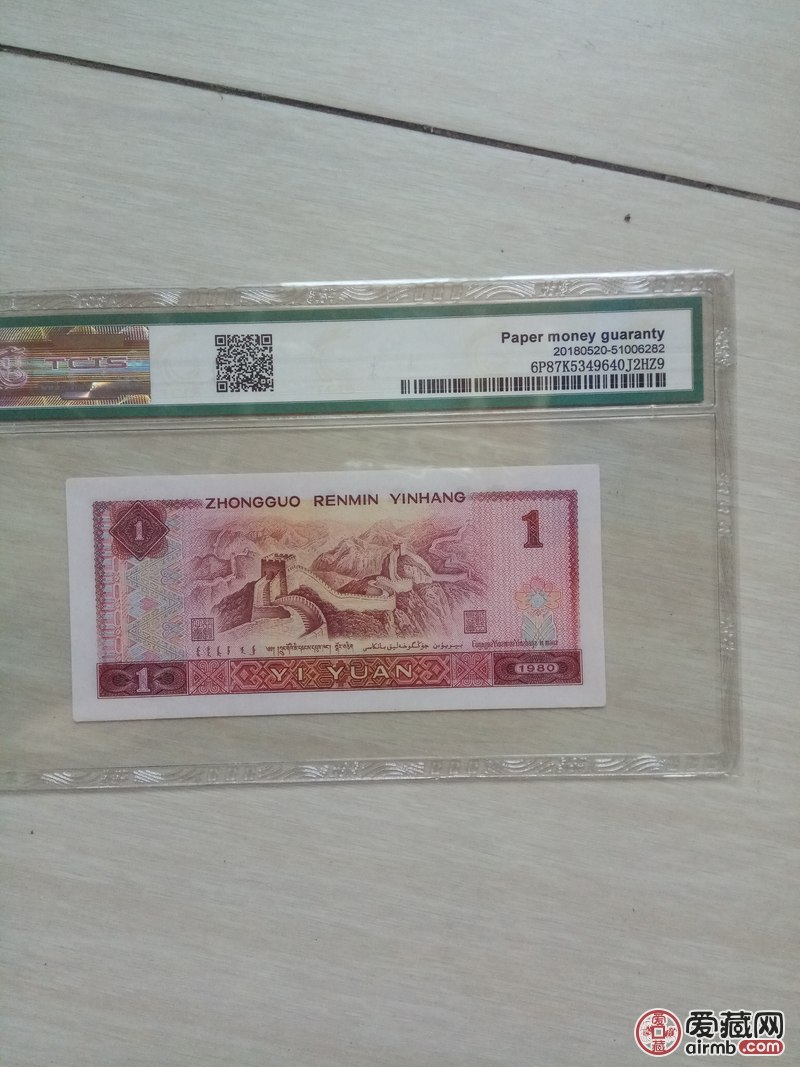 TCTS
Paper money guaranty
20180520-51006282
6P87K5349640J2HZ9
ZHONGGUO RENMIN YINHANG
1
1
1
YI YUAN
1980
爱藏网
airmb.com